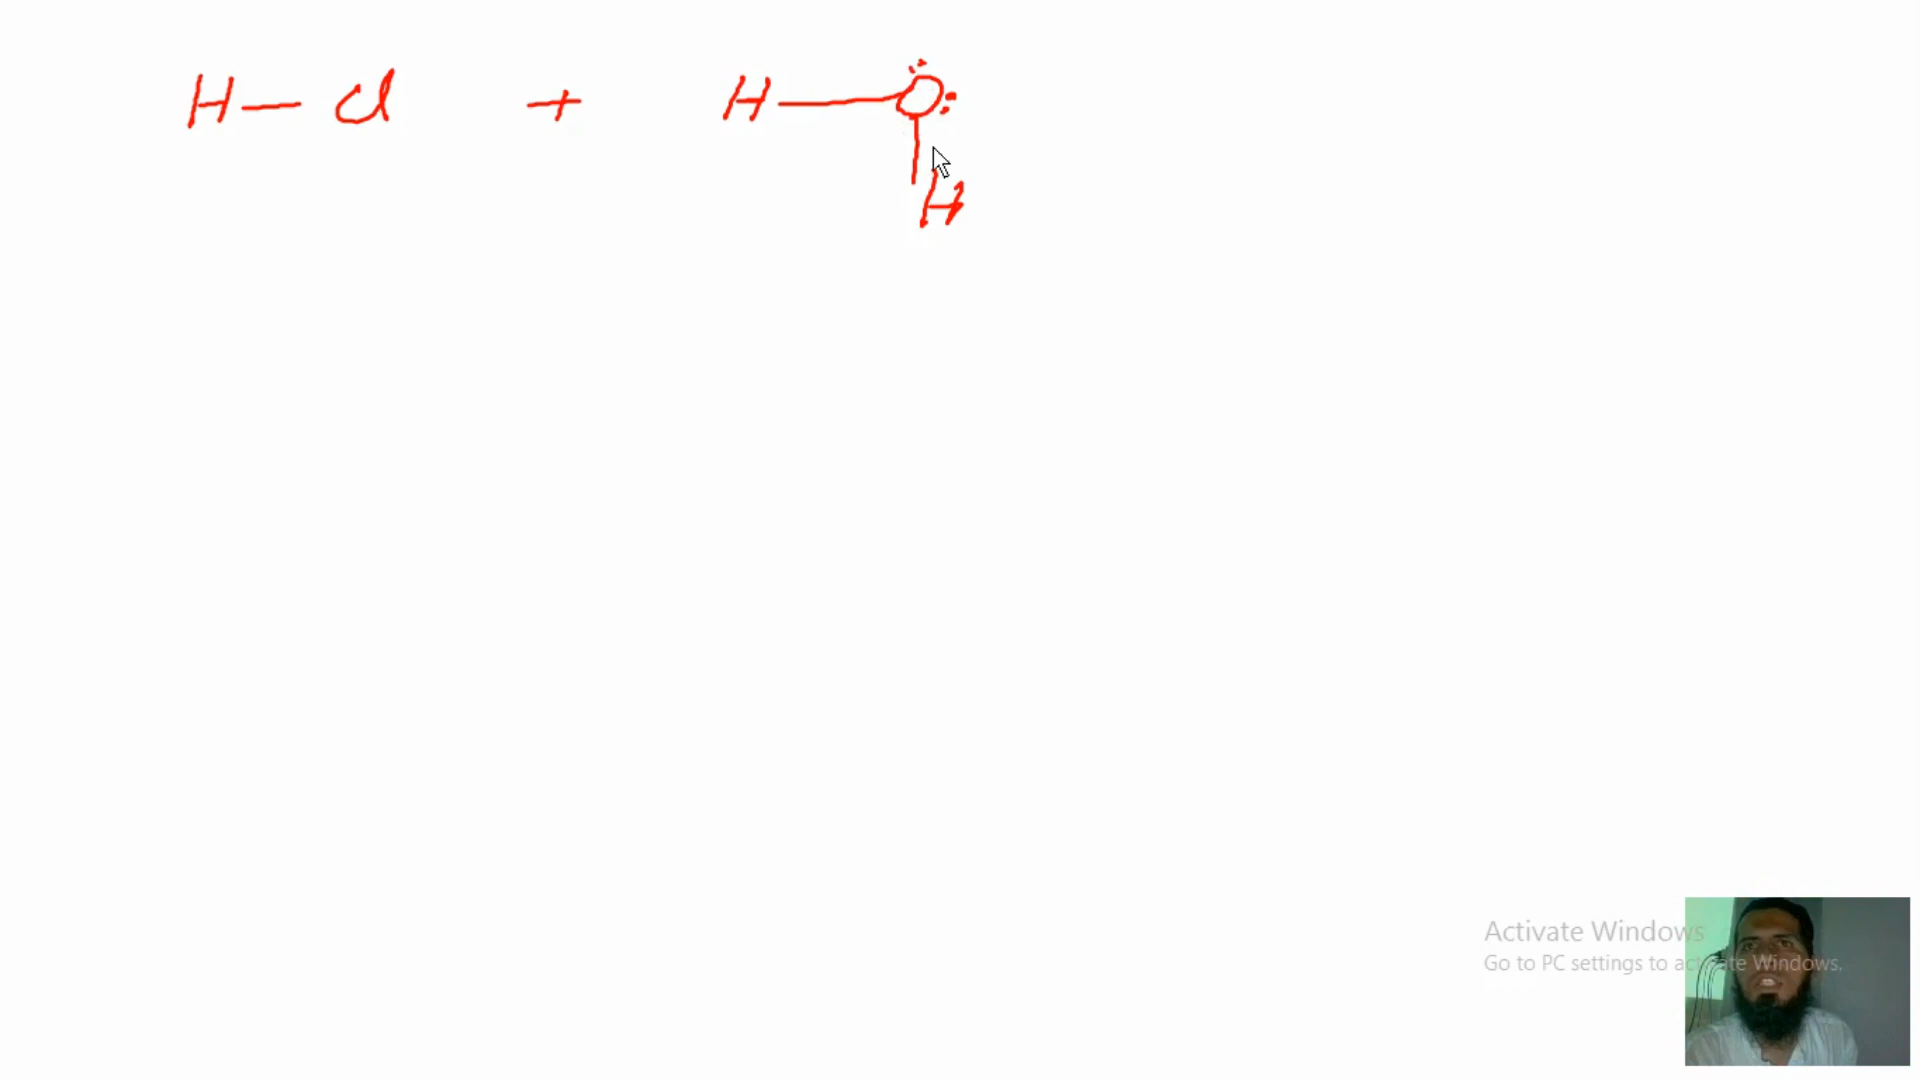 H — Cl + H — O
H
Activate Windows
Go to PC settings to activate Windows.